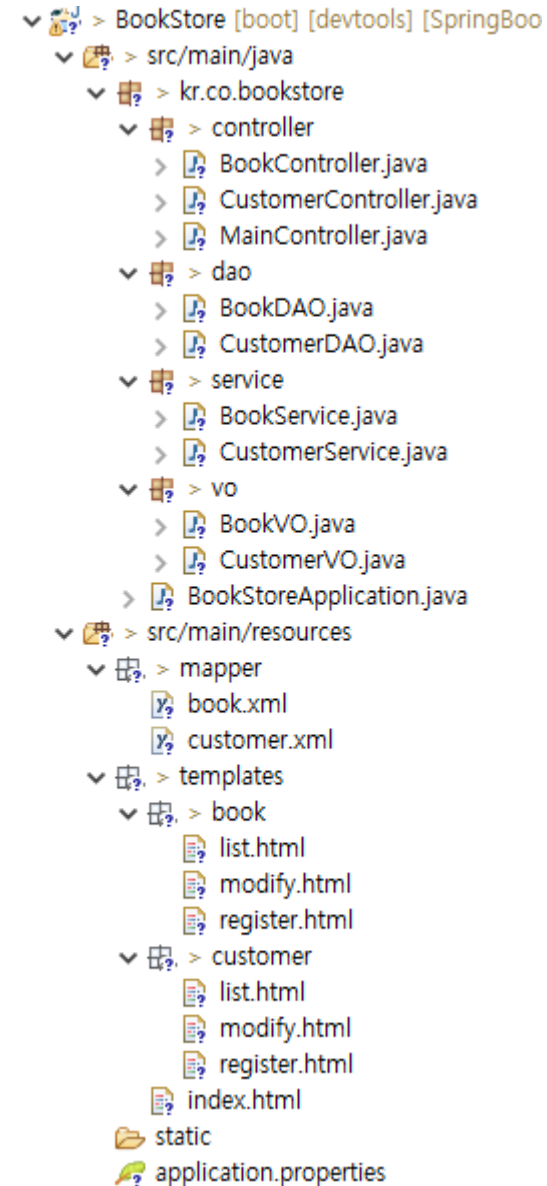 > BookStore [boot] [devtools] [SpringBoo
> src/main/java
> kr.co.bookstore
> controller
> BookController.java
> CustomerController.java
> MainController.java
> dao
> BookDAO.java
> CustomerDAO.java
> service
> BookService.java
> CustomerService.java
> vo
> BookVO.java
> CustomerVO.java
> BookStoreApplication.java
> src/main/resources
> mapper
book.xml
customer.xml
> templates
> book
list.html
modify.html
register.html
> customer
list.html
modify.html
register.html
index.html
static
application.properties